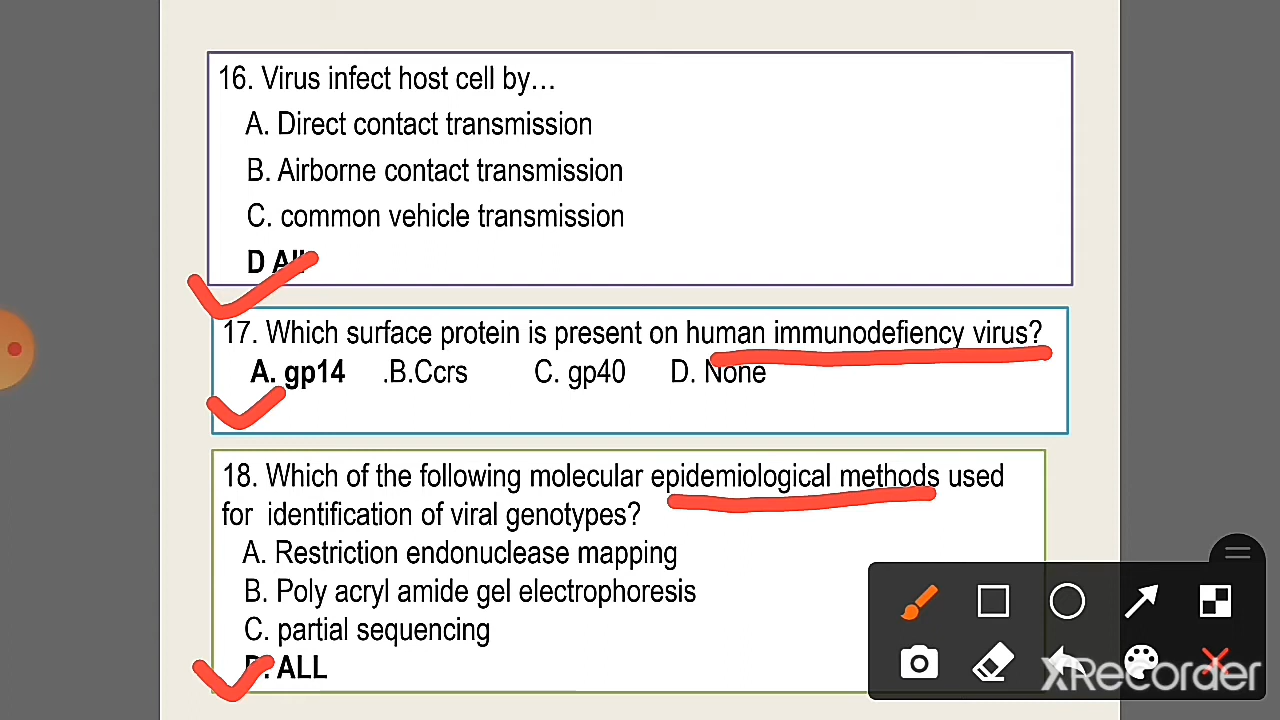 16. Virus infect host cell by...
A. Direct contact transmission
B. Airborne contact transmission
C. common vehicle transmission
D All
17. Which surface protein is present on human immunodefiency virus?
A. gp14 .B.Ccrs C. gp40 D. None
18. Which of the following molecular epidemiological methods used
for identification of viral genotypes?
A. Restriction endonuclease mapping
B. Poly acryl amide gel electrophoresis
C. partial sequencing
D. ALL
XRecorder